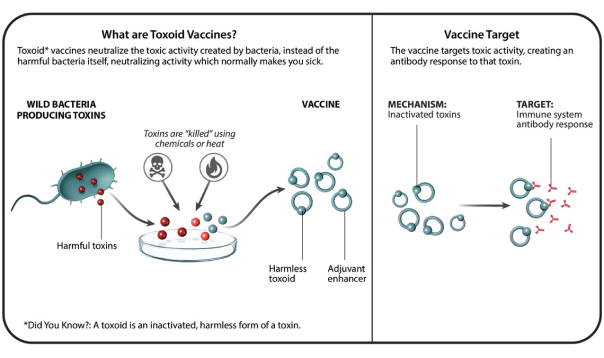 What are Toxoid Vaccines?
Toxoid* vaccines neutralize the toxic activity created by bacteria, instead of the
harmful bacteria itself, neutralizing activity which normally makes you sick.
WILD BACTERIA
PRODUCING TOXINS
Toxins are “killed” using
chemicals or heat
VACCINE
Harmful toxins
Harmless
toxoid
Adjuvant
enhancer
*Did You Know?: A toxoid is an inactivated, harmless form of a toxin.
Vaccine Target
The vaccine targets toxic activity, creating an
antibody response to that toxin.
MECHANISM:
Inactivated toxins
TARGET:
Immune system
antibody response